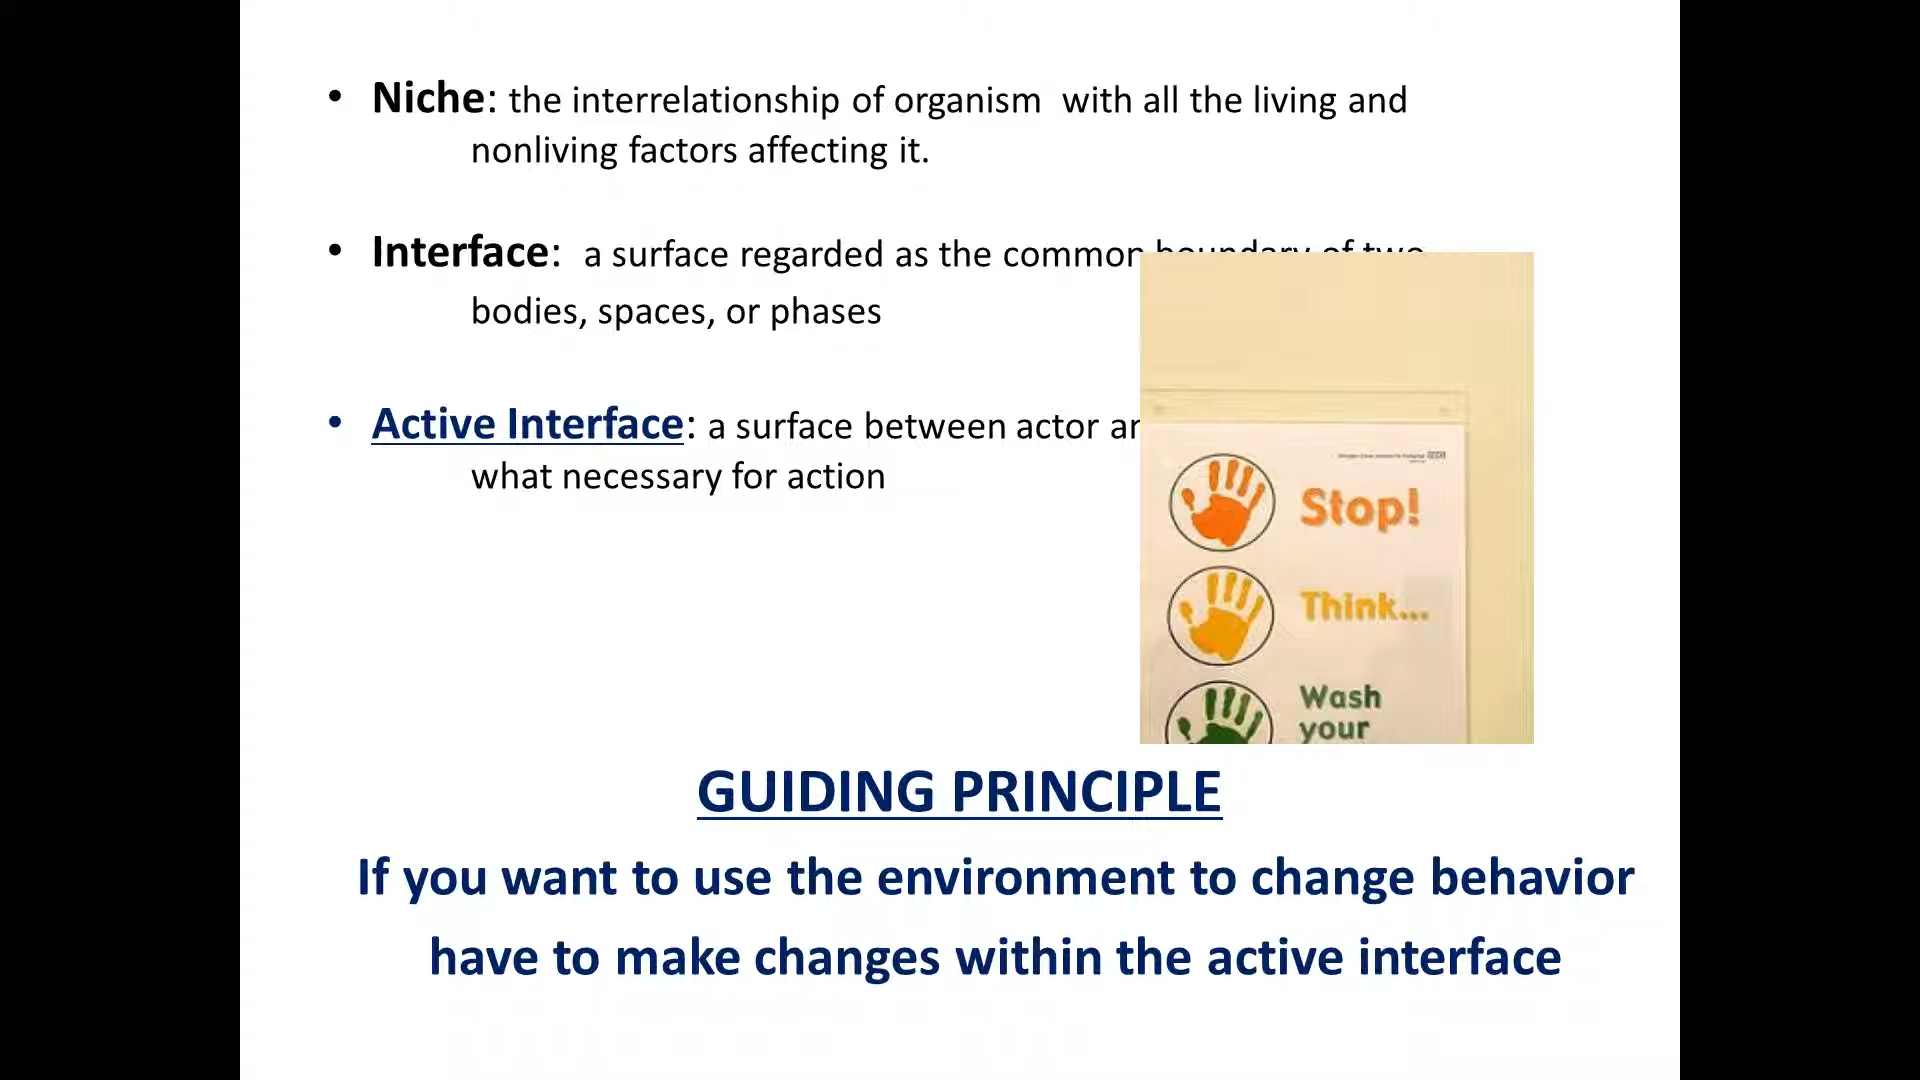 • Niche: the interrelationship of organism with all the living and
nonliving factors affecting it.
• Interface: a surface regarded as the common boundary of two
bodies, spaces, or phases
• Active Interface: a surface between actor
what necessary for action
Stop!
Think...
Wash
your
GUIDING PRINCIPLE
If you want to use the environment to change behavior
have to make changes within the active interface